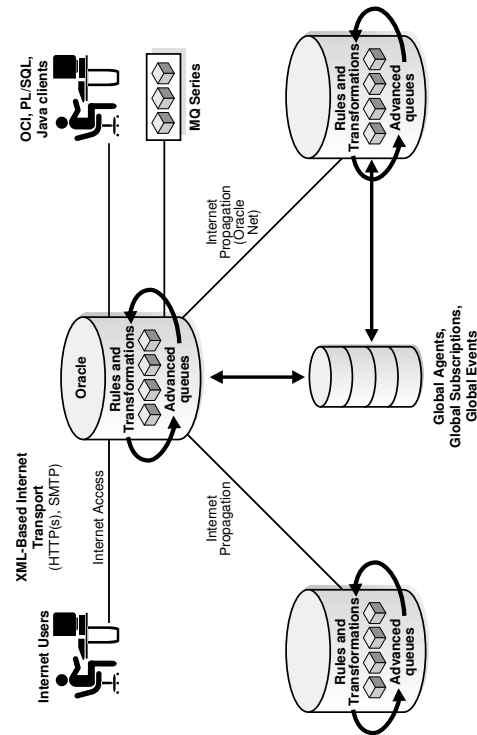 Internet Users
XML-Based Internet
Transport
(HTTP(s), SMTP)
Internet Access
OCI, PL/SQL,
Java clients
MQ Series
Oracle
Rules and
Transformations
Advanced
queues
Internet
Propagation
Internet
Propagation
(Oracle
Net)
Rules and
Transformations
Advanced
queues
Global Agents,
Global Subscriptions,
Global Events
Rules and
Transformations
Advanced
queues